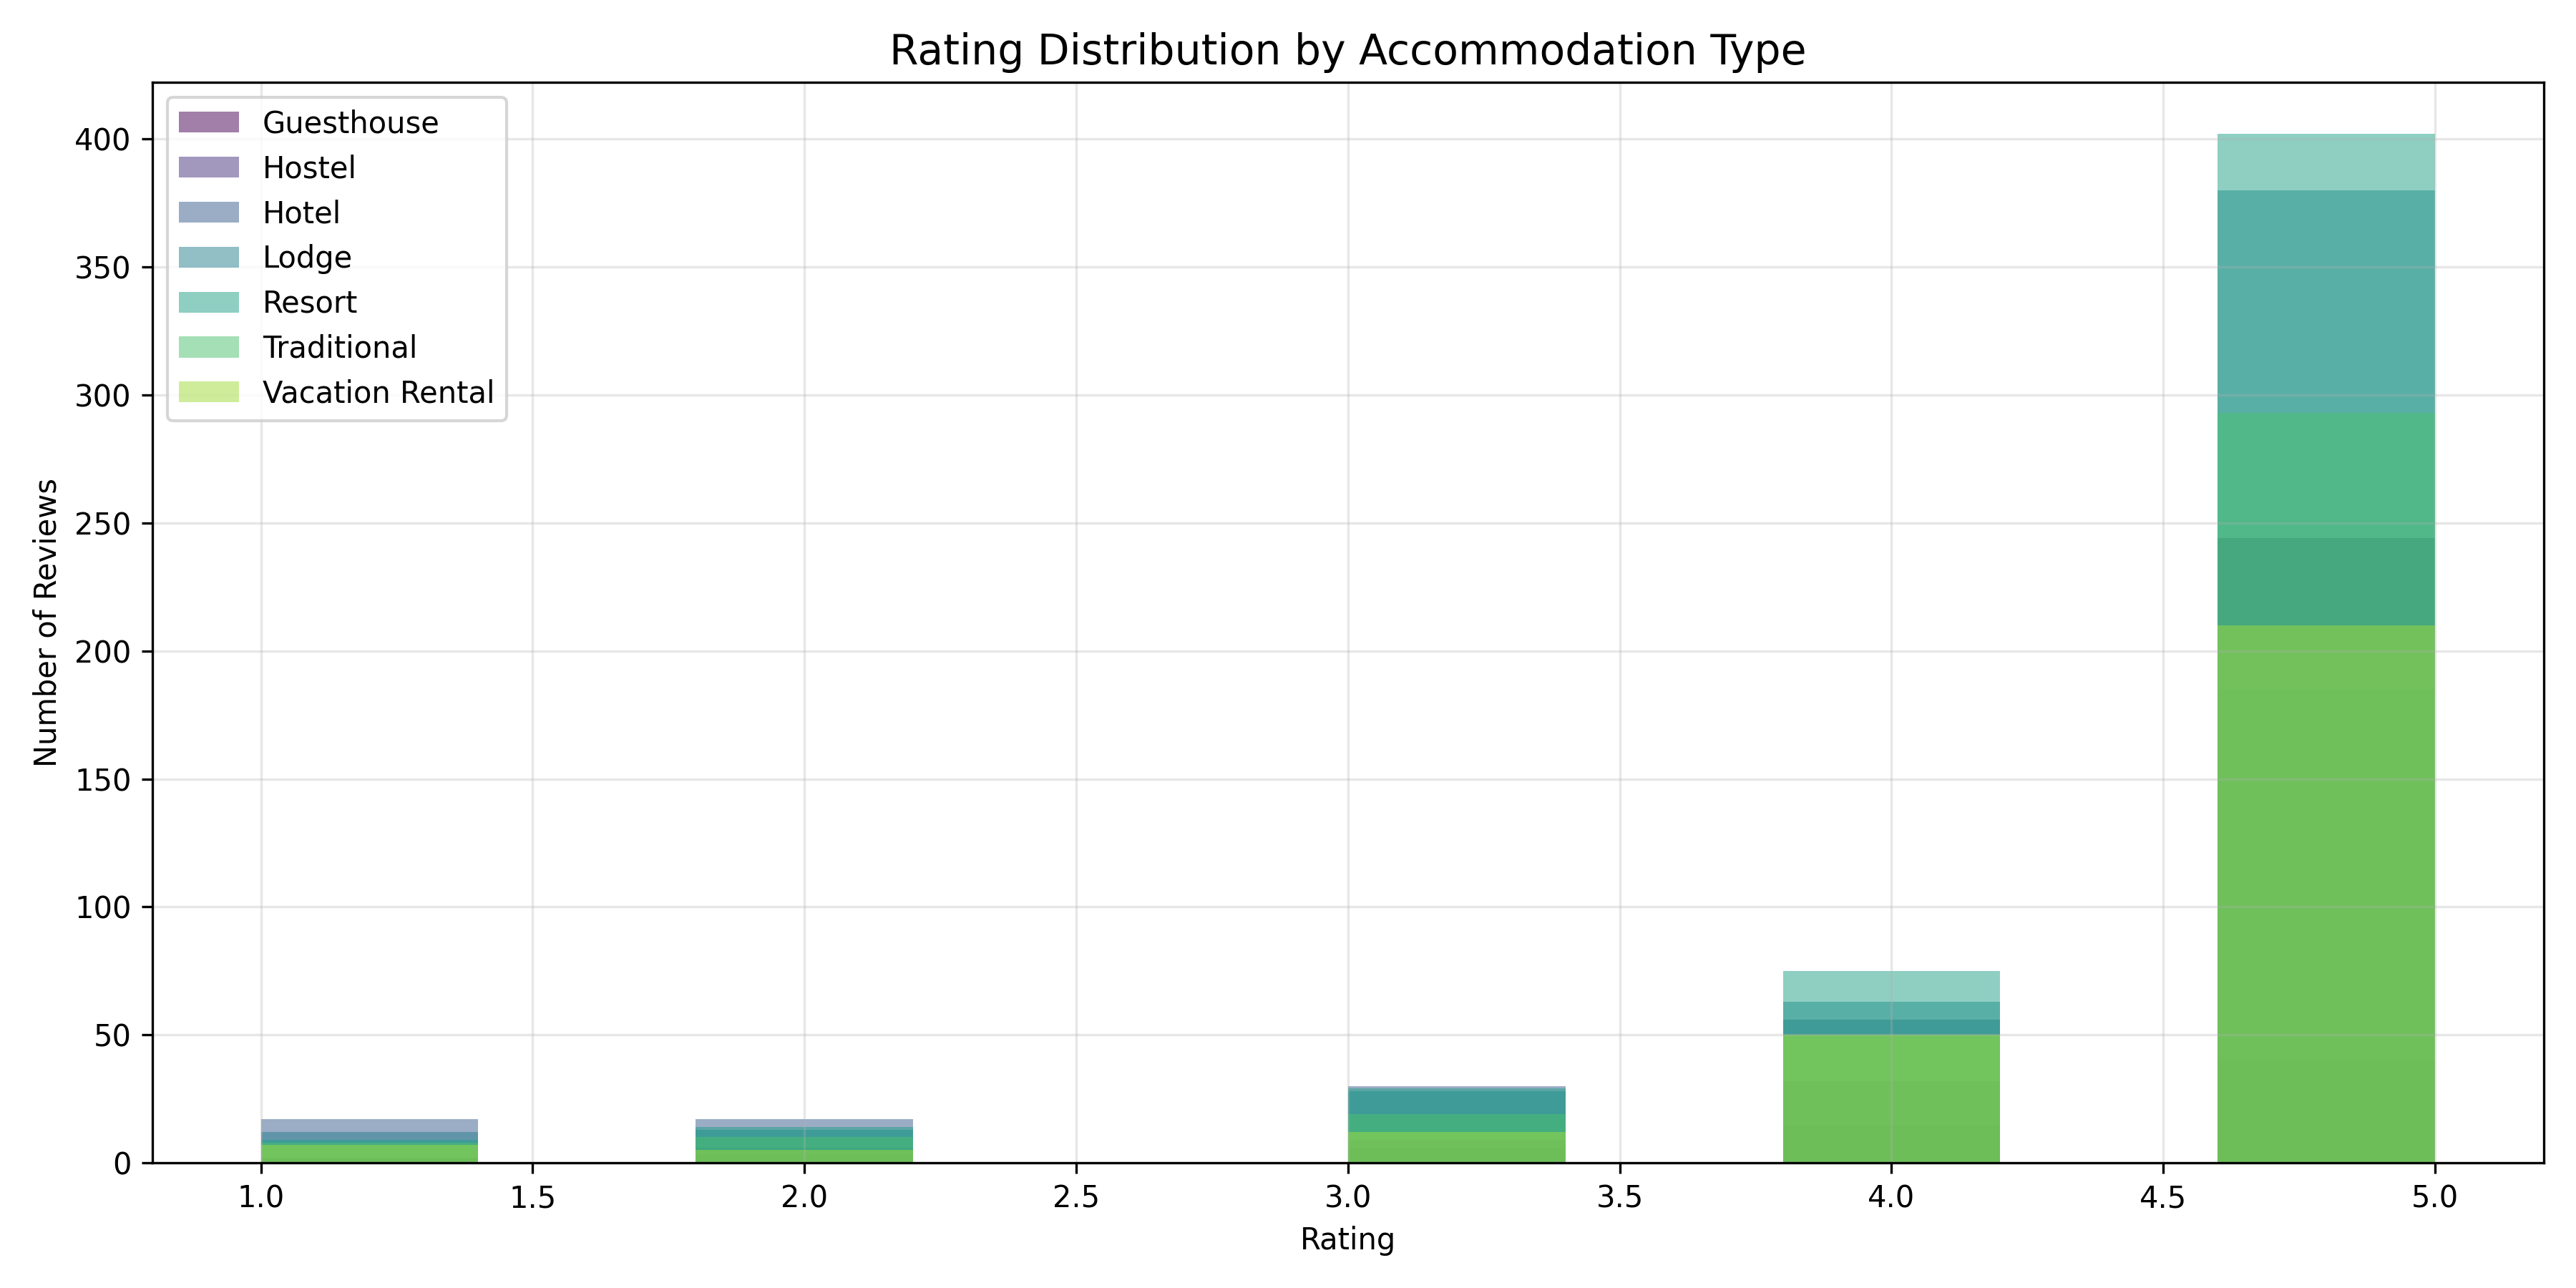 Rating Distribution by Accommodation Type
Guesthouse
Hostel
Hotel
Lodge
Resort
Traditional
Vacation Rental
400
350
300
250
200
150
100
50
0
Number of Reviews
1.0 1.5 2.0 2.5 3.0 3.5 4.0 4.5 5.0
Rating